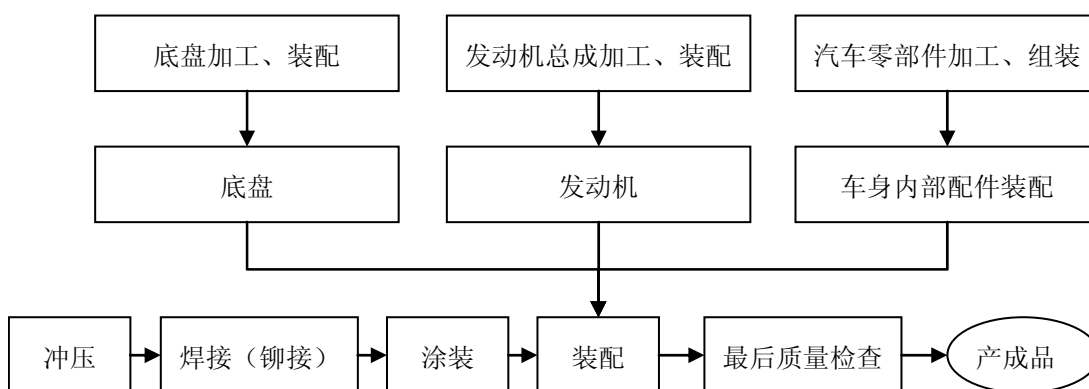 底盘加工、装配
发动机总成加工、装配
汽车零部件加工、组装
底盘
发动机
车身内部配件装配
冲压
焊接（铆接）
涂装
装配
最后质量检查
产成品